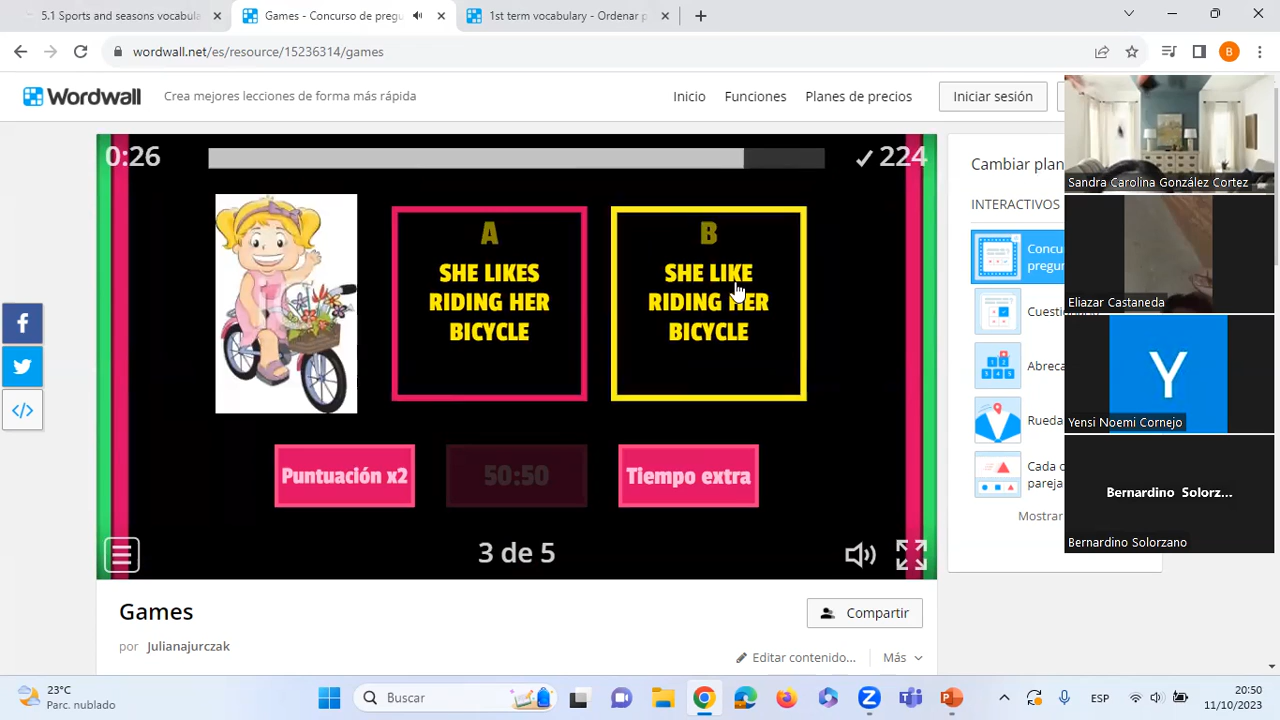 5.1 Sports and seasons vocabula
Games - Concurso de pregu
1st term vocabulary - Ordenar p
wordwall.net/es/resource/15236314/games
B
Wordwall
Crea mejores lecciones de forma más rápida
Inicio
Funciones
Planes de precios
Iniciar sesión
0:26
224
A
SHE LIKES
RIDING HER
BICYCLE
B
SHE LIKE
RIDING HER
BICYCLE
Puntuación x2
50:50
Tiempo extra
3 de 5
Cambiar plan
INTERACTIVOS
Concu
pregun
Cuesti
Abreca
Rueda
Cada o
pareja
Mostrar
Sandra Carolina González Cortez
Eliazar Castaneda
Y
Yensi Noemi Cornejo
Bernardino Solorz...
Bernardino Solorzano
Games
Compartir
por Julianajurczak
Editar contenido...
Más
23°C
Parc. nublado
Buscar
ESP
20:50
11/10/2023